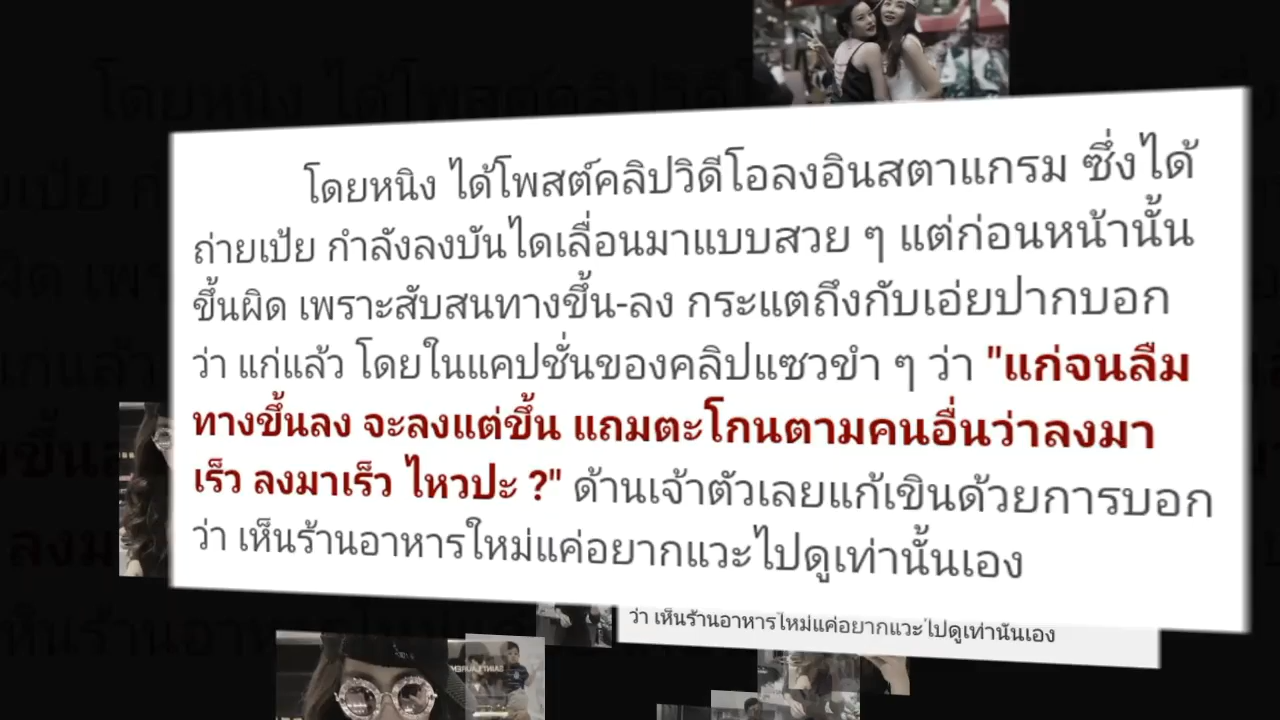 โดยหนิง ได้โพสต์คลิปวิดีโอลงอินสตาแกรม ซึ่งได้
ถ่ายเป้ย กำลังลงบันไดเลื่อนมาแบบสวย ๆ แต่ก่อนหน้านั้น
ขึ้นผิด เพราะสับสนทางขึ้น-ลง กระแตถึงกับเอ่ยปากบอก
ว่า แก่แล้ว โดยในแคปชั่นของคลิปแซวขำ ๆ ว่า "แก่จนลืม
ทางขึ้นลง จะลงแต่ขึ้น แถมตะโกนตามคนอื่นว่าลงมา
เร็ว ลงมาเร็ว ไหวปะ ?" ด้านเจ้าตัวเลยแก้เขินด้วยการบอก
ว่า เห็นร้านอาหารใหม่แค่อยากแวะไปดูเท่านั้นเอง
ว่า เห็นร้านอาหารใหม่แค่อยากแวะไปดูเท่านั้นเอง